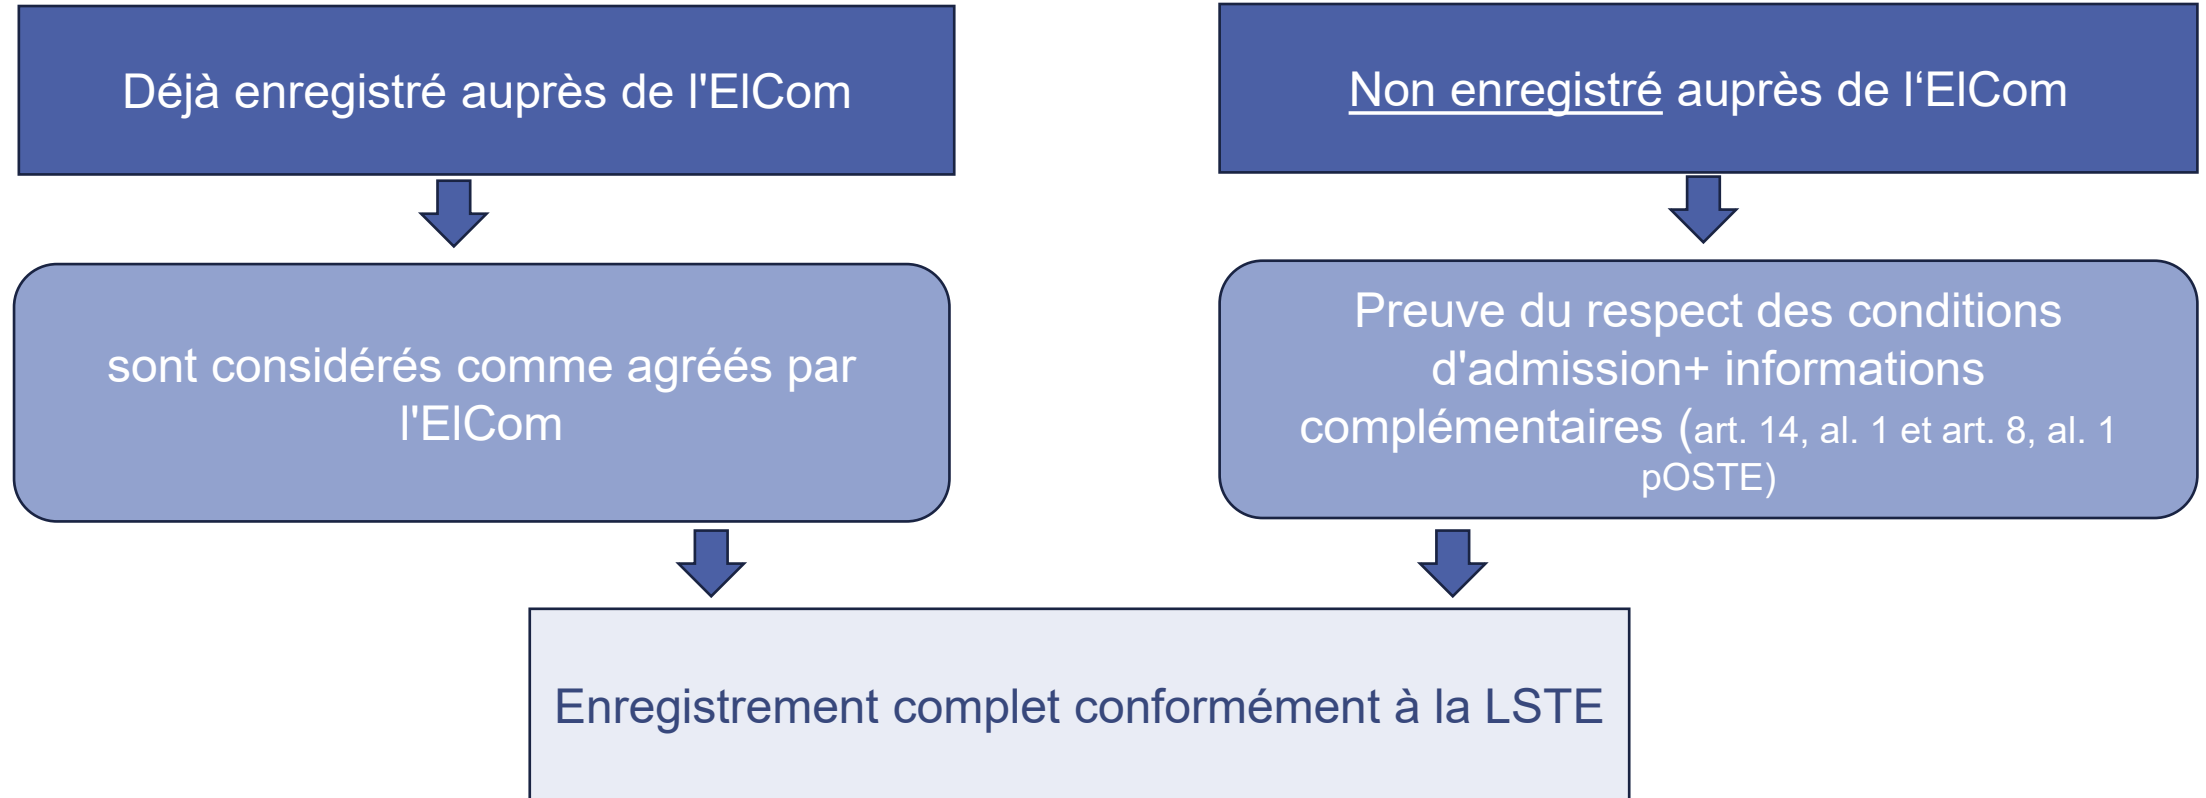 Déjà enregistré auprès de l'ElCom
Non enregistré auprès de l‘ElCom
sont considérés comme agréés par
l'ElCom
Preuve du respect des conditions
d'admission+ informations
complémentaires (art. 14, al. 1 et art. 8, al. 1
pOSTE)
Enregistrement complet conformément à la LSTE